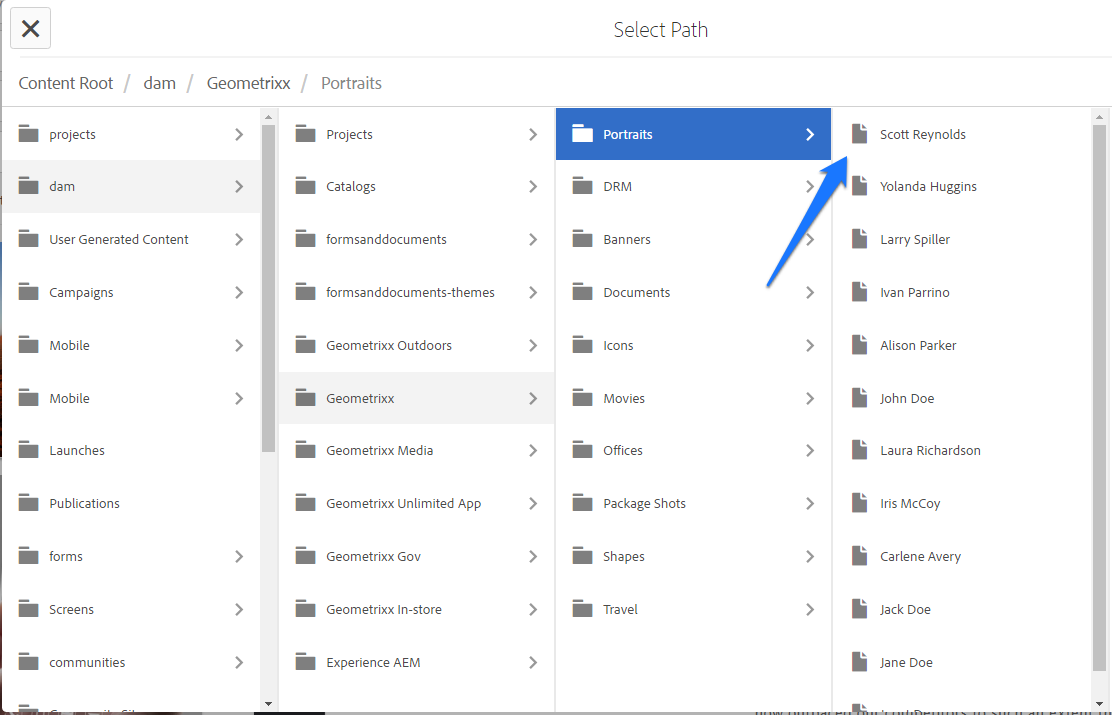 Select Path
Content Root / dam / Geometrixx / Portraits
projects
dam
User Generated Content
Campaigns
Mobile
Mobile
Launches
Publications
forms
Screens
communities
Projects
Catalogs
formsanddocuments
formsanddocuments-themes
Geometrixx Outdoors
Geometrixx
Geometrixx Media
Geometrixx Unlimited App
Geometrixx Gov
Geometrixx In-store
Experience AEM
Portraits
DRM
Banners
Documents
Icons
Movies
Offices
Package Shots
Shapes
Travel
Scott Reynolds
Yolanda Huggins
Larry Spiller
Ivan Parrino
Alison Parker
John Doe
Laura Richardson
Iris McCoy
Carlene Avery
Jack Doe
Jane Doe